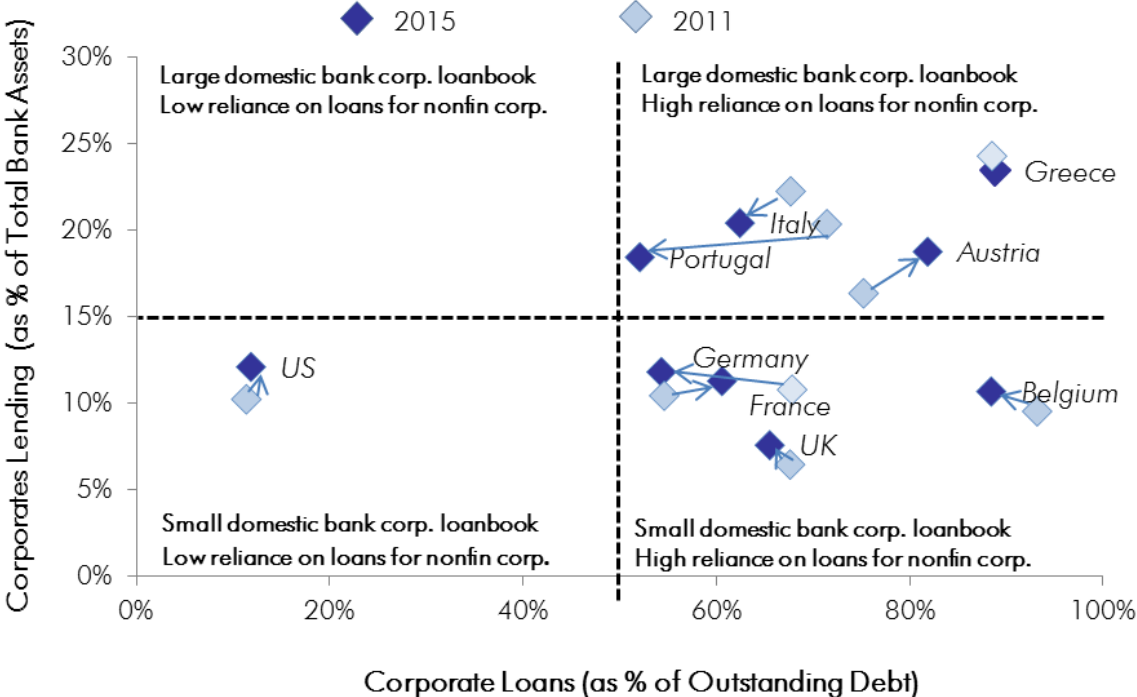 2015
2011
Corporates Lending (as % of Total Bank Assets)
30%
25%
20%
15%
10%
5%
0%
Large domestic bank corp. loanbook
Low reliance on loans for nonfin corp.
Large domestic bank corp. loanbook
High reliance on loans for nonfin corp.
Greece
Italy
Portugal
Austria
US
Germany
France
Belgium
UK
Small domestic bank corp. loanbook
Low reliance on loans for nonfin corp.
Small domestic bank corp. loanbook
High reliance on loans for nonfin corp.
0%
20%
40%
60%
80%
100%
Corporate Loans (as % of Outstanding Debt)